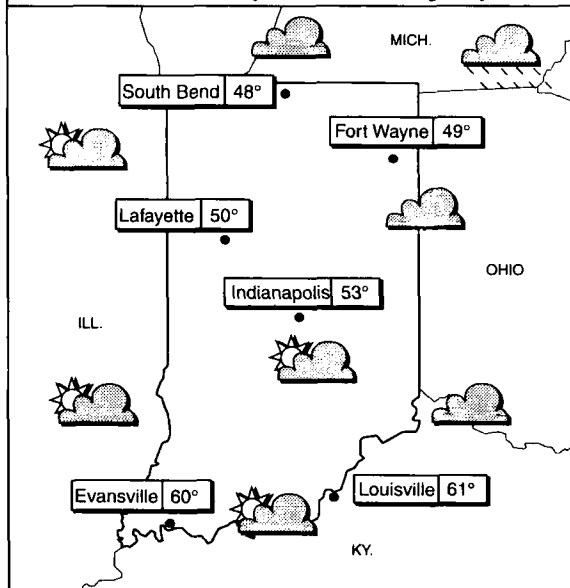 MICH.
South Bend 48°
Fort Wayne 49°
Lafayette 50°
OHIO
Indianapolis 53°
ILL.
Evansville 60°
Louisville 61°
KY.